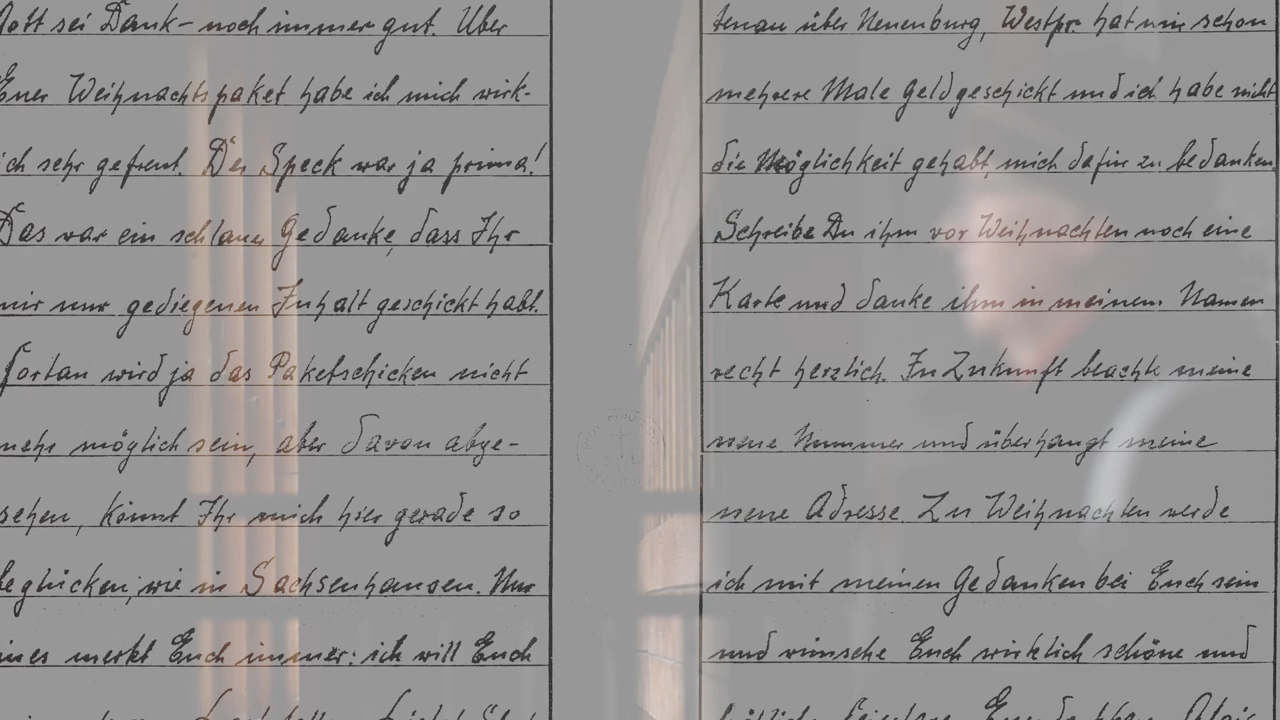 Gott sei Dank – noch immer gut. Über
Euer Weihnachtspaket habe ich mich wirk-
ich sehr gefreut. Der Speck war ja prima!
Das war ein schlauer Gedanke, dass Ihr
mir nur gediegenen Inhalt geschickt habt.
Fortan wird ja das Paketschicken nicht
mehr möglich sein, aber davon abge-
sehen, könnt Ihr mich hier gerade so
beglücken, wie in Sachsenhausen. Nur
eines merkt Euch immer: ich will Euch
tenau über Neuenburg, Westpr. hat mir schon
mehrere Male Geld geschickt und ich habe nicht
die Möglichkeit gehabt, mich dafür zu bedanken.
Schreibe Du ihm vor Weihnachten noch eine
Karte und danke ihm in meinem Namen
recht herzlich. In Zukunft beachte meine
neue Nummer und überhaupt meine
neue Adresse. Zu Weihnachten werde
ich mit meinen Gedanken bei Euch sein
und wünsche Euch wirklich schöne und